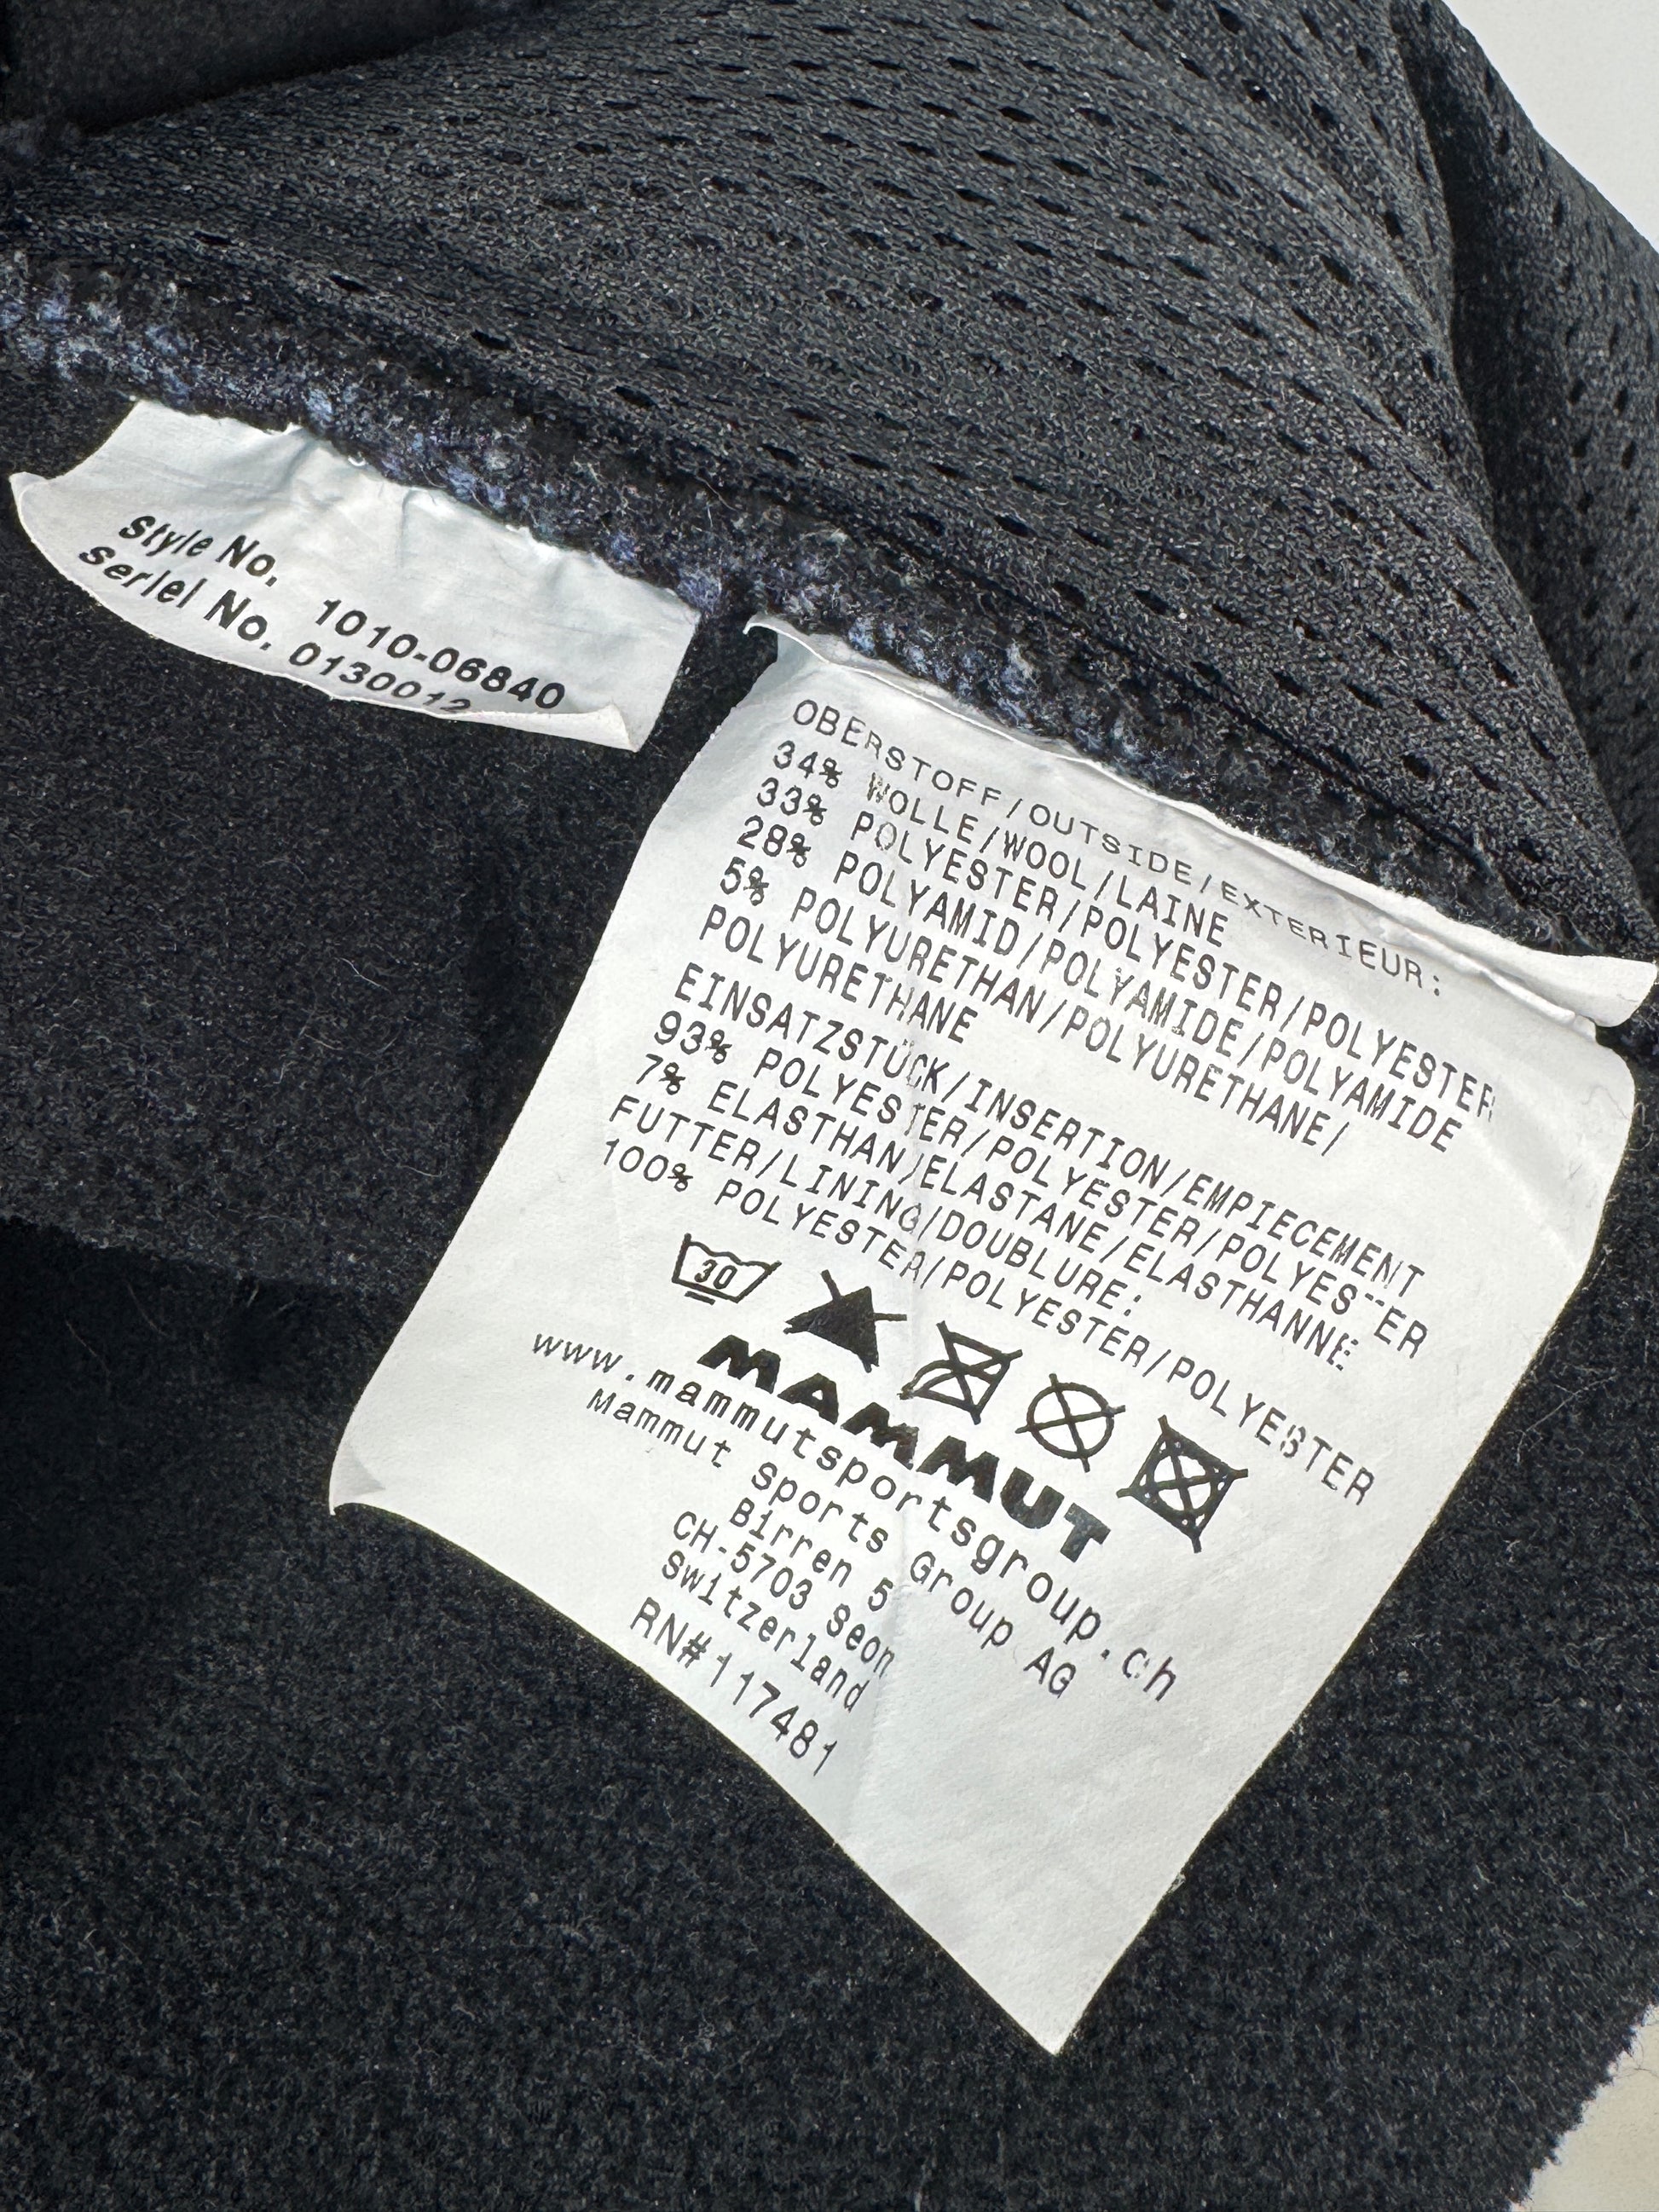 Style No. 1010-06840
Seriel No. 0130012
OBERSTOFF/OUTSIDE/EXTERIEUR:
34% WOLLE/WOOL/LAINE
33% POLYESTER/POLYESTER/POLYESTER
28% POLYAMID/POLYAMIDE/POLYAMIDE
5% POLYURETHAN/POLYURETHANE/
POLYURETHANE
EINSATZSTÜCK/INSERTION/EMPIECEMENT
93% POLYESTER/POLYESTER/POLYESTER
7% ELASTHAN/ELASTANE/ELASTHANNE
FUTTER/LINING/DOUBLURE:
100% POLYESTER/POLYESTER/POLYESTER
30
MAMMUT
www.mammutsportsgroup.ch
Mammut Sports Group AG
Birren 5
CH-5703 Seon
Switzerland
RN#117481